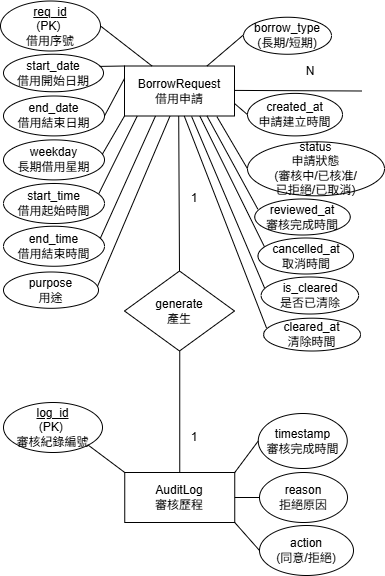 req_id
(PK)
借用序號
borrow_type
(長期/短期)
start_date
借用開始日期
N
BorrowRequest
借用申請
end_date
借用結束日期
created_at
申請建立時間
weekday
長期借用星期
status
申請狀態
(審核中/已核准/
已拒絕/已取消)
start_time
借用起始時間
1
reviewed_at
審核完成時間
end_time
借用結束時間
cancelled_at
取消時間
purpose
用途
is_cleared
是否已清除
generate
產生
cleared_at
清除時間
log_id
(PK)
審核紀錄編號
1
timestamp
審核完成時間
AuditLog
審核歷程
reason
拒絕原因
action
(同意/拒絕)